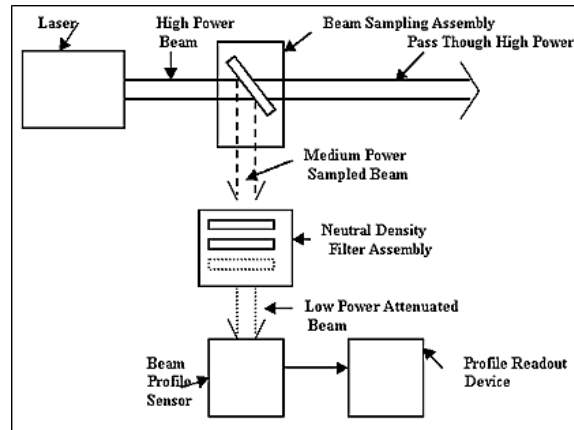 Laser
High Power
Beam
Beam Sampling Assembly
Pass Though High Power
Medium Power
Sampled Beam
Neutral Density
Filter Assembly
Low Power Attenuated
Beam
Beam
Profile
Sensor
Profile Readout
Device